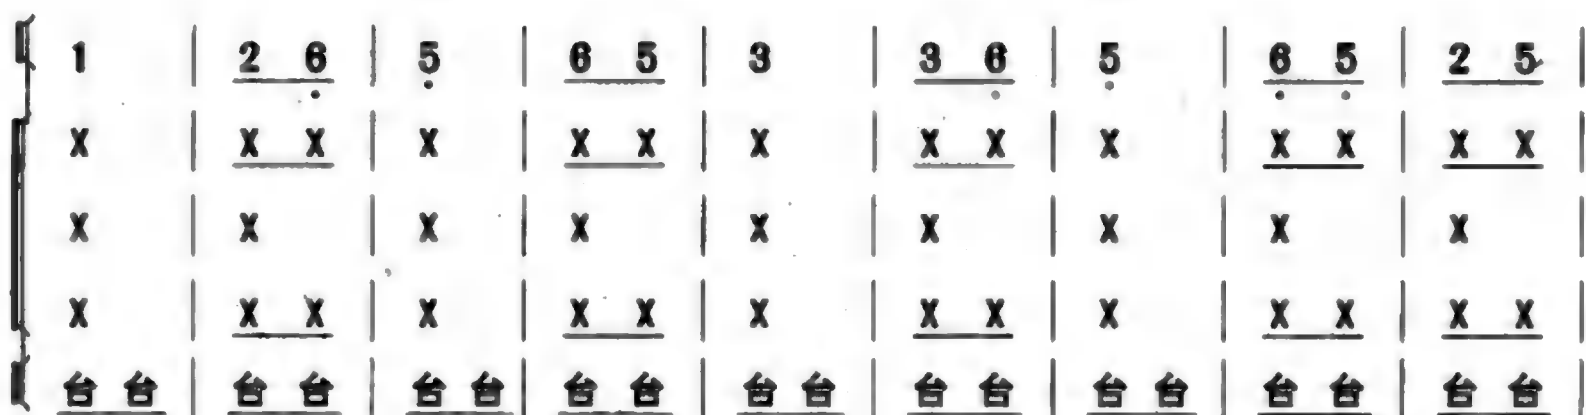 1 | 2 6 | 5 | 6 5 | 3 | 3 6 | 5 | 6 5 | 2 5 |
X | X X | X | X X | X | X X | X | X X | X X |
X | X | X | X | X | X | X | X | X |
X | X X | X | X X | X | X X | X | X X | X X |
台 台 | 台 台 | 台 台 | 台 台 | 台 台 | 台 台 | 台 台 | 台 台 | 台 台 |